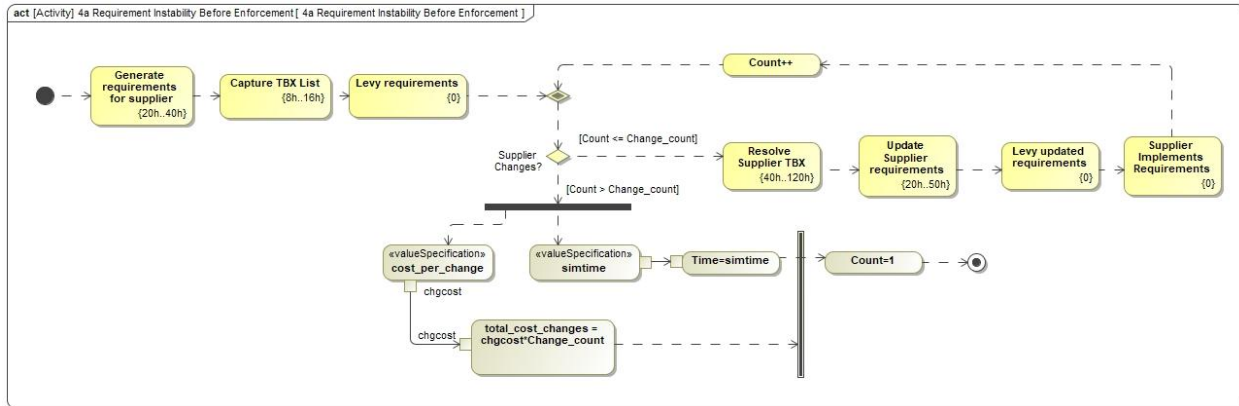 act [Activity] 4a Requirement Instability Before Enforcement[ 4a Requirement Instability Before Enforcement ]
Generate
requirements
for supplier
{20h..40h}
Capture TBX List
{8h..16h}
Levy requirements
{0}
Count++
Supplier
Changes?
[Count <= Change_count]
[Count > Change_count]
Resolve
Supplier TBX
{40h..120h}
Update
Supplier
requirements
{20h..50h}
Levy updated
requirements
{0}
Supplier
Implements
Requirements
{0}
«valueSpecification»
cost_per_change
chgcost
«valueSpecification»
simtime
Time=simtime
Count=1
chgcost
total_cost_changes =
chgcost*Change_count